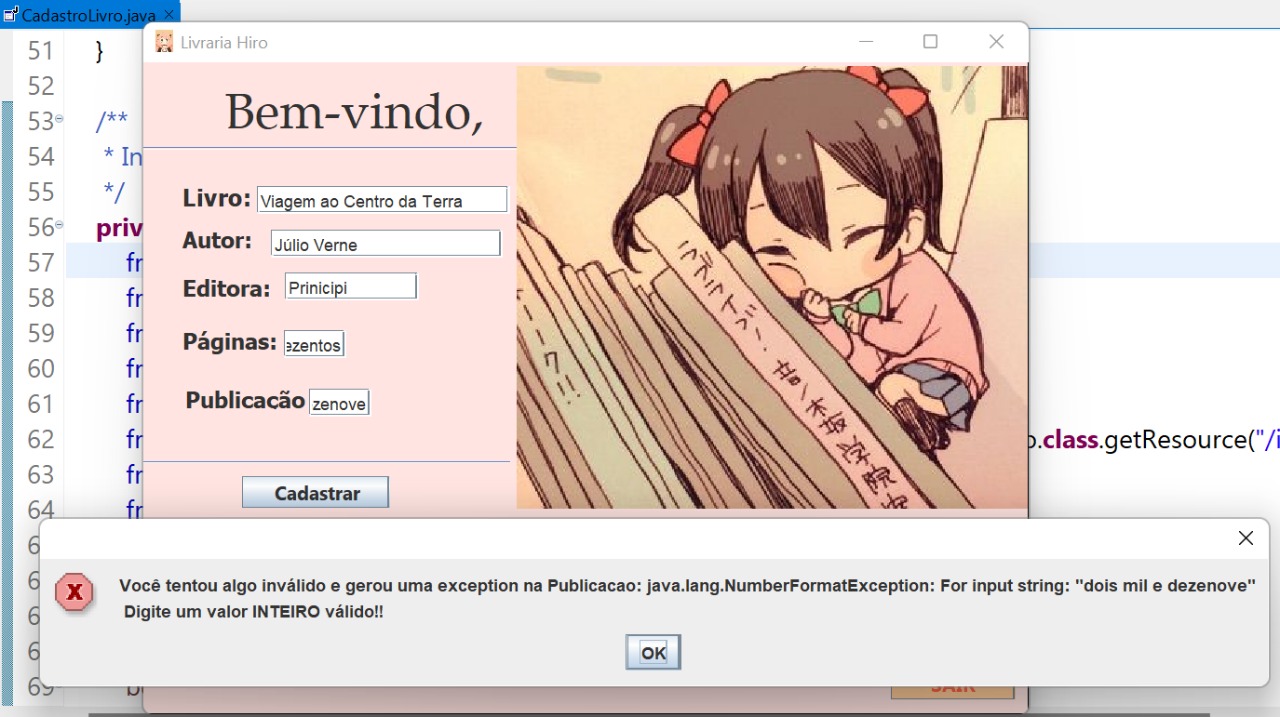 CadastroLivro.java
Livraria Hiro
51 }
52
53 /**
54 * In
55 */
56 priv
57 fr
58 fr
59 fr
60 fr
61 fr
62 fr
.class.getResource("/i
63 fr
64 fr
69
Bem-vindo,
Livro: Viagem ao Centro da Terra
Autor: Júlio Verne
Editora: Prinicipi
Páginas: ezentos
Publicacão zenove
Cadastrar
Você tentou algo inválido e gerou uma exception na Publicacao: java.lang.NumberFormatException: For input string: "dois mil e dezenove"
Digite um valor INTEIRO válido!!
OK
SAIR